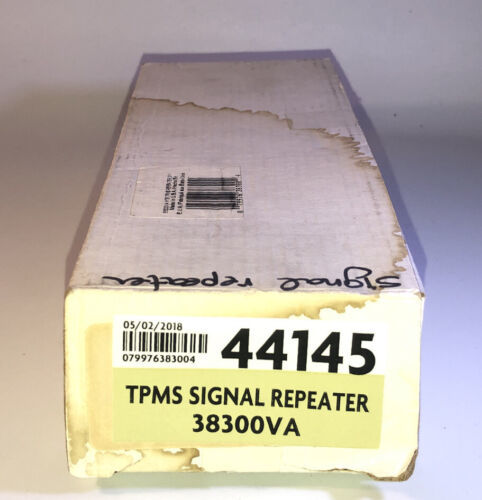 signal repeater
05/02/2018
079976383004
44145
TPMS SIGNAL REPEATER
38300VA